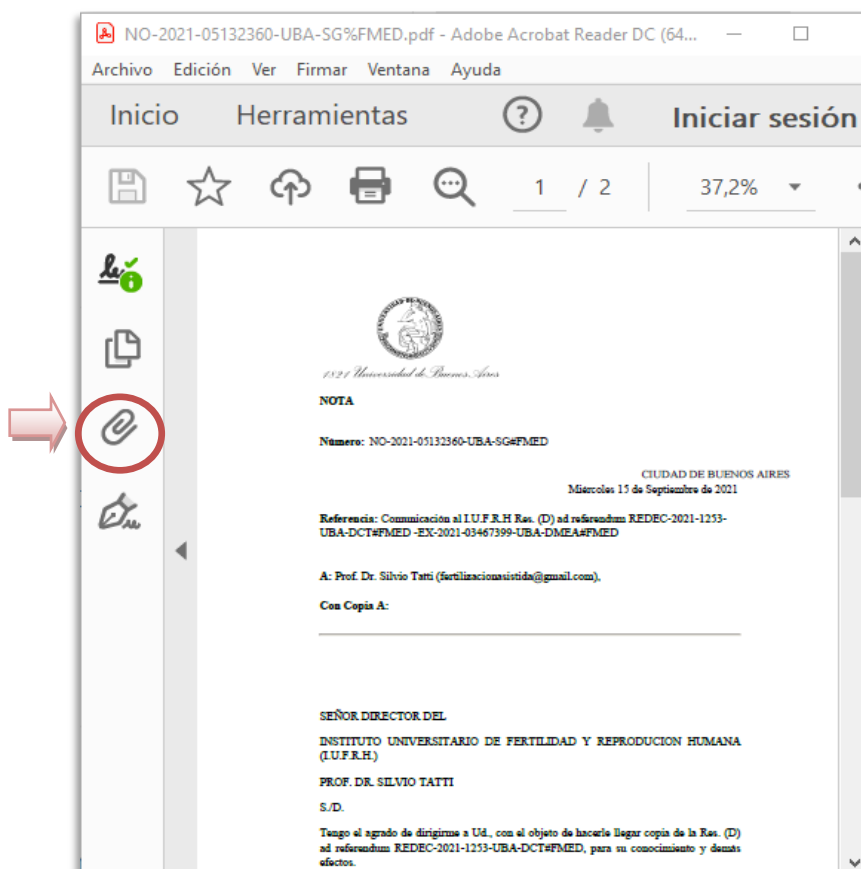 NO-2021-05132360-UBA-SG%FMED.pdf - Adobe Acrobat Reader DC (64...
Archivo Edición Ver Firmar Ventana Ayuda
Inicio Herramientas ? Iniciar sesión
1 / 2 37,2%
UNIVERSIDAD DE BUENOS AIRES
1821 Universidad de Buenos Aires
NOTA
Número: NO-2021-05132360-UBA-SG#FMED
CIUDAD DE BUENOS AIRES
Miércoles 15 de Septiembre de 2021
Referencia: Comunicación al I.U.F.R.H Res. (D) ad referendum REDEC-2021-1253-
UBA-DCT#FMED -EX-2021-03467399-UBA-DMEA#FMED
A: Prof. Dr. Silvio Tatti (fertilizacionasistida@gmail.com),
Con Copia A:
SEÑOR DIRECTOR DEL
INSTITUTO UNIVERSITARIO DE FERTILIDAD Y REPRODUCION HUMANA
(I.U.F.R.H.)
PROF. DR. SILVIO TATTI
S./D.
Tengo el agrado de dirigirme a Ud., con el objeto de hacerle llegar copia de la Res. (D)
ad referendum REDEC-2021-1253-UBA-DCT#FMED, para su conocimiento y demás
efectos.